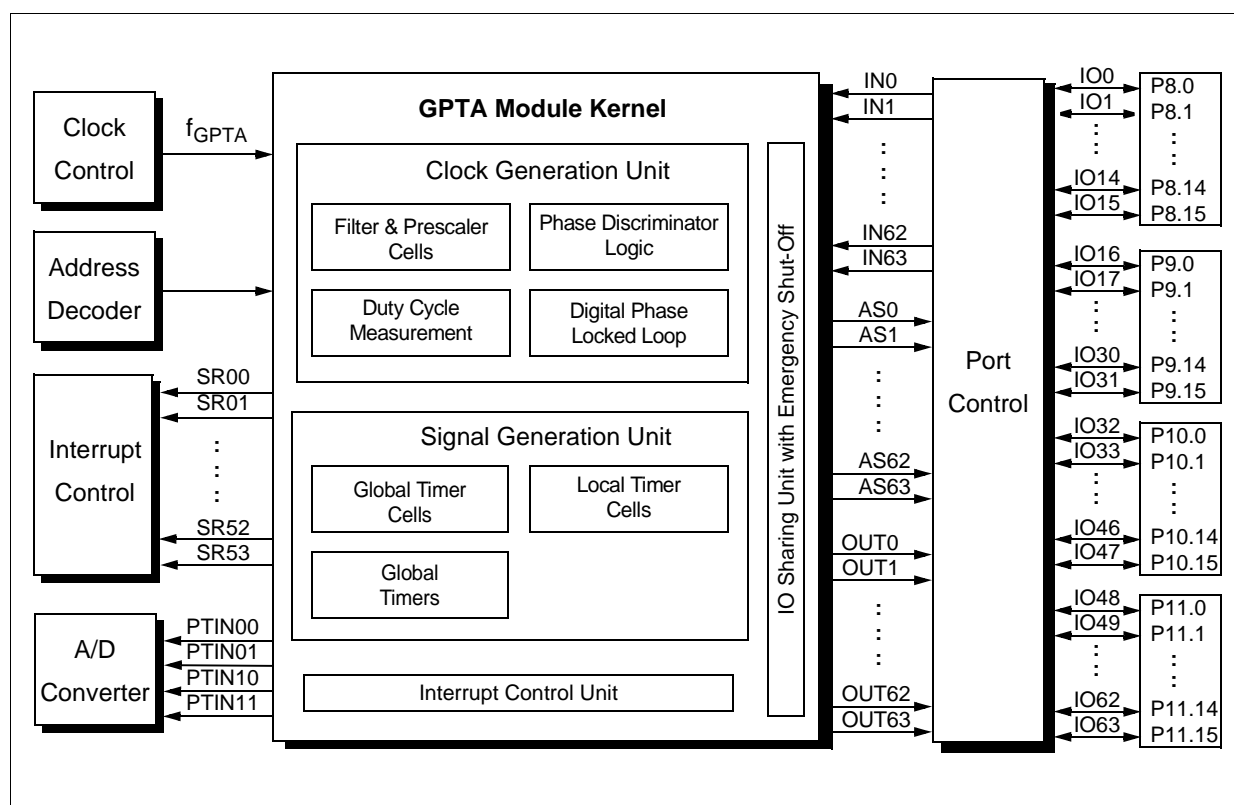 Clock
Control
f_GPTA
Address
Decoder
SR00
SR01
Interrupt
Control
SR52
SR53
A/D
Converter
PTIN00
PTIN01
PTIN10
PTIN11
GPTA Module Kernel
Clock Generation Unit
Filter & Prescaler
Cells
Phase Discriminator
Logic
Duty Cycle
Measurement
Digital Phase
Locked Loop
Signal Generation Unit
Global Timer
Cells
Local Timer
Cells
Global
Timers
Interrupt Control Unit
IO Sharing Unit with Emergency Shut-Off
IN0
IN1
IN62
IN63
AS0
AS1
AS62
AS63
OUT0
OUT1
OUT62
OUT63
Port
Control
IO0
IO1
IO14
IO15
P8.0
P8.1
P8.14
P8.15
IO16
IO17
IO30
IO31
P9.0
P9.1
P9.14
P9.15
IO32
IO33
IO46
IO47
P10.0
P10.1
P10.14
P10.15
IO48
IO49
IO62
IO63
P11.0
P11.1
P11.14
P11.15